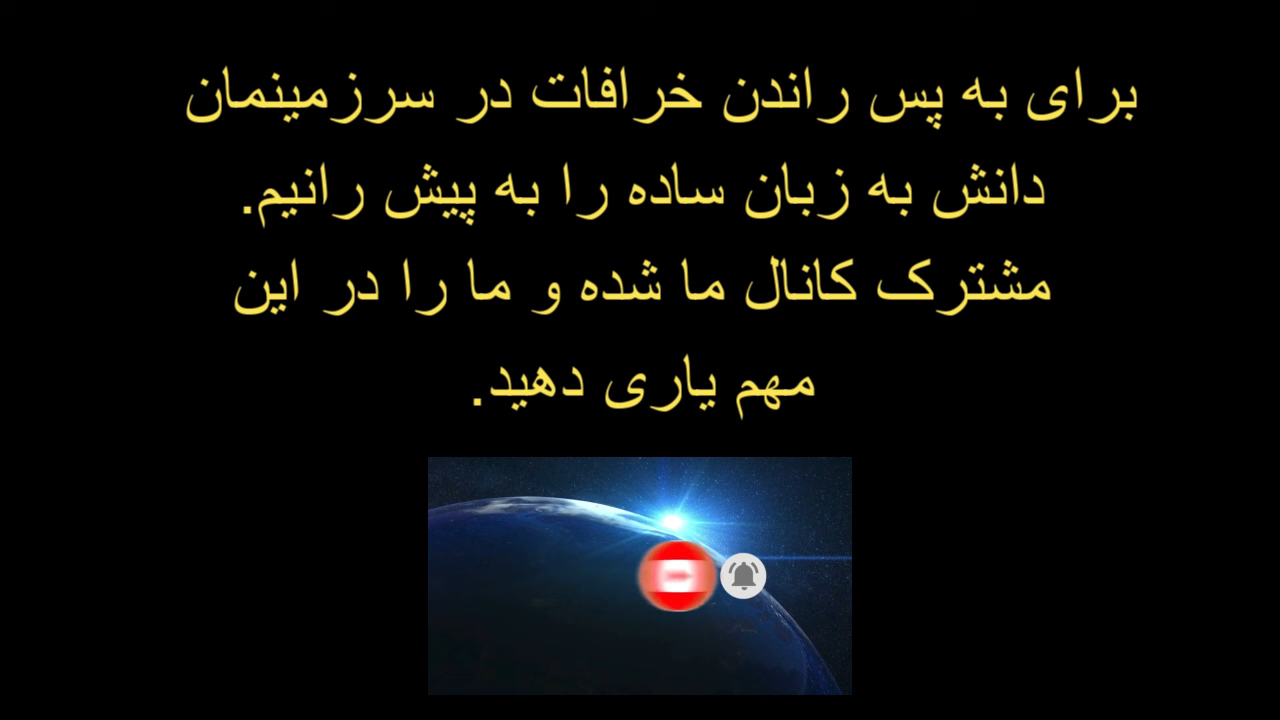 برای به پس راندن خرافات در سرزمینمان
دانش به زبان ساده را به پیش رانیم.
مشترک کانال ما شده و ما را در این
مهم یاری دهید.